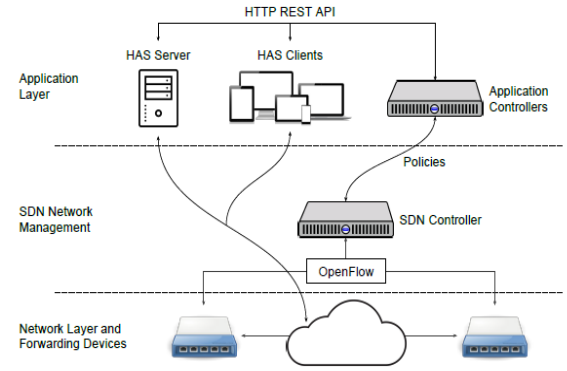 HTTP REST API
HAS Server
HAS Clients
Application
Layer
Application
Controllers
Policies
SDN Network
Management
SDN Controller
OpenFlow
Network Layer and
Forwarding Devices